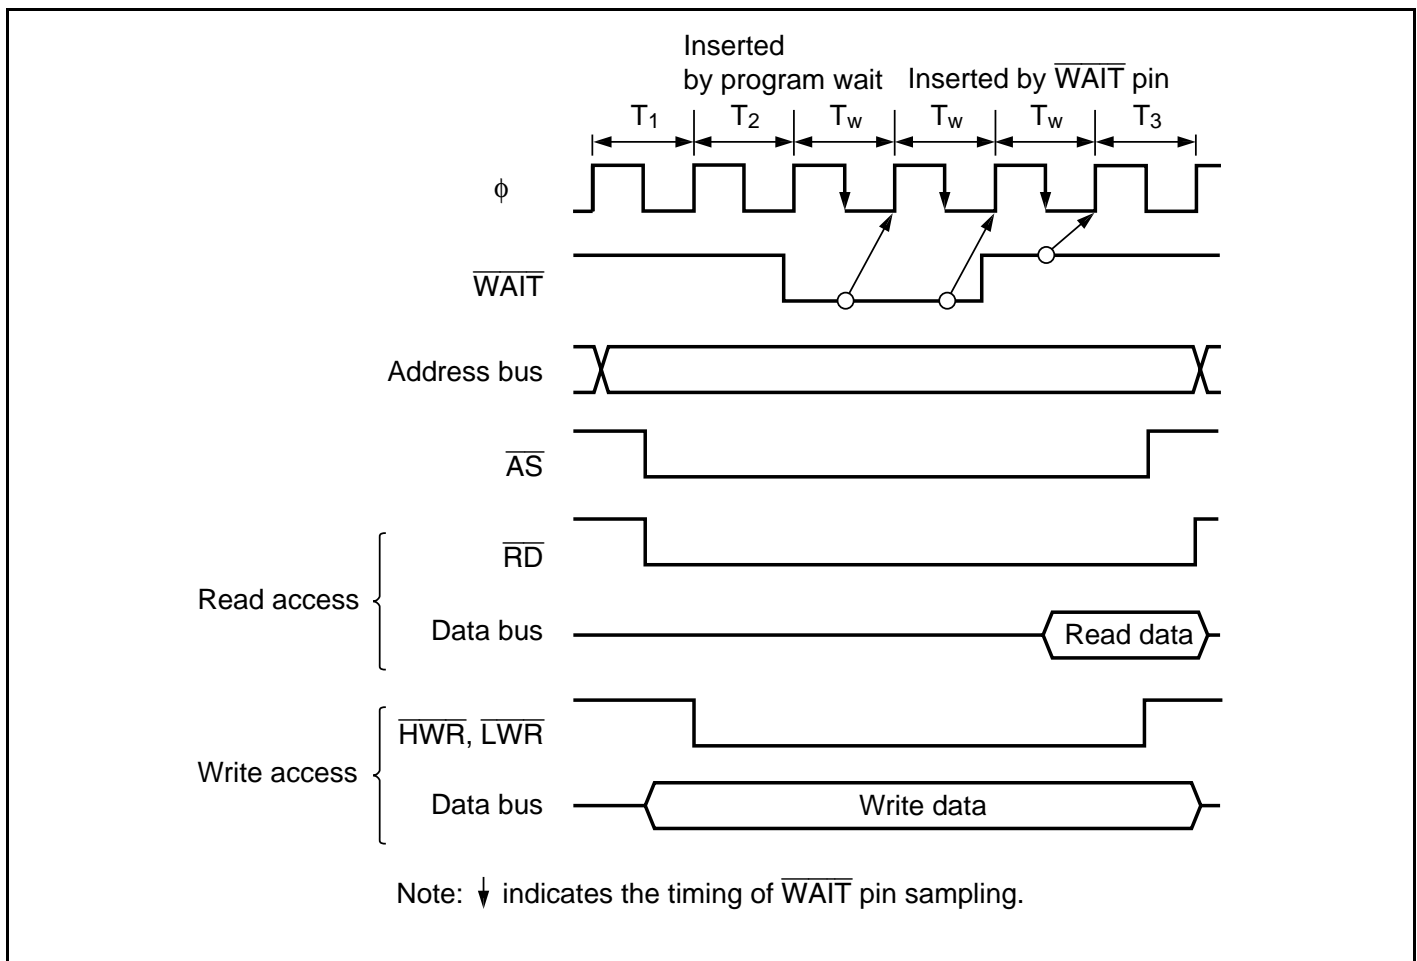 Inserted
by program wait
Inserted by WAIT pin
T1 T2 Tw Tw Tw T3
ϕ
WAIT
Address bus
AS
RD
Read access
Data bus
Read data
HWR, LWR
Write access
Data bus
Write data
Note: ↓ indicates the timing of WAIT pin sampling.